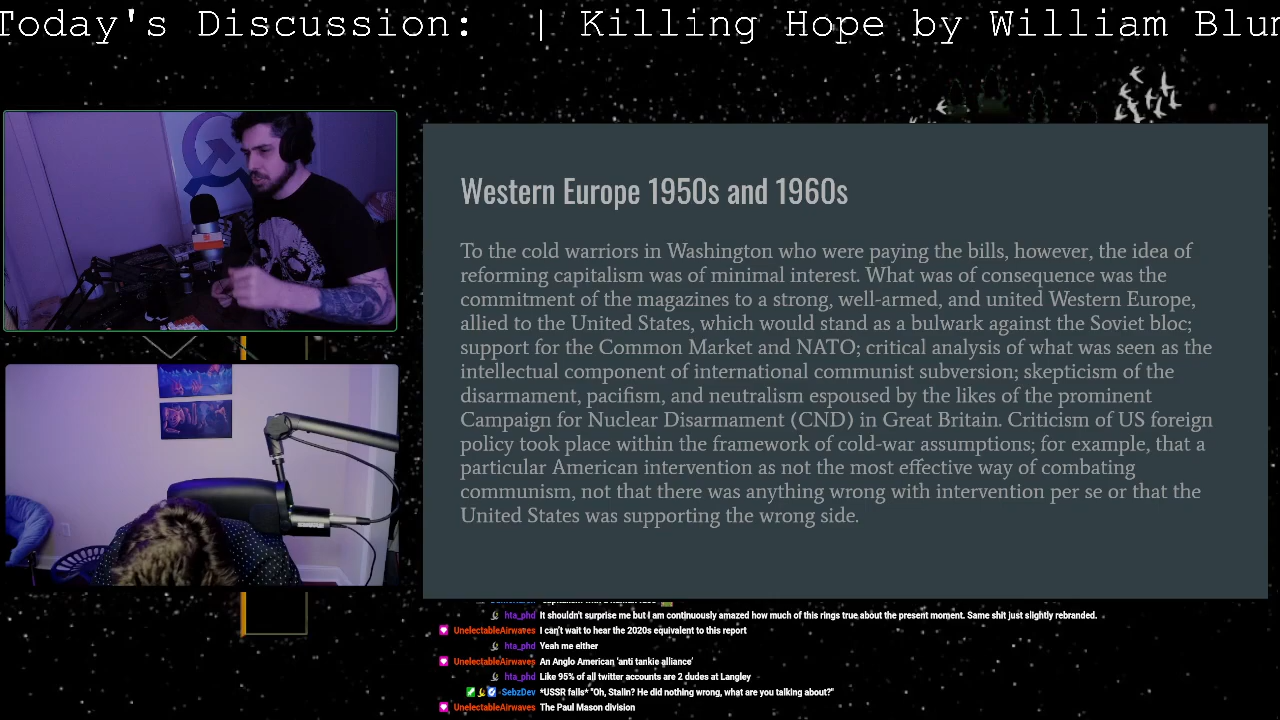 Today's Discussion:   | Killing Hope by William Blum
Western Europe 1950s and 1960s
To the cold warriors in Washington who were paying the bills, however, the idea of
reforming capitalism was of minimal interest. What was of consequence was the
commitment of the magazines to a strong, well-armed, and united Western Europe,
allied to the United States, which would stand as a bulwark against the Soviet bloc;
support for the Common Market and NATO; critical analysis of what was seen as the
intellectual component of international communist subversion; skepticism of the
disarmament, pacifism, and neutralism espoused by the likes of the prominent
Campaign for Nuclear Disarmament (CND) in Great Britain. Criticism of US foreign
policy took place within the framework of cold-war assumptions; for example, that a
particular American intervention as not the most effective way of combating
communism, not that there was anything wrong with intervention per se or that the
United States was supporting the wrong side.
hta_phd It shouldn't surprise me but I am continuously amazed how much of this rings true about the present moment. Same shit just slightly rebranded.
UnelectableAirwaves I can't wait to hear the 2020s equivalent to this report
hta_phd Yeah me either
UnelectableAirwaves An Anglo American 'anti tankie alliance'
hta_phd Like 95% of all twitter accounts are 2 dudes at Langley
-SebzDev *USSR falls* "Oh, Stalin? He did nothing wrong, what are you talking about?"
UnelectableAirwaves The Paul Mason division